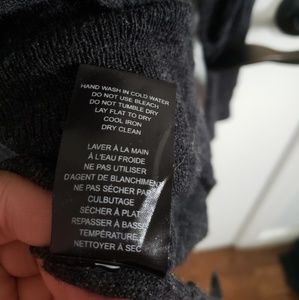 HAND WASH IN COLD WATER
DO NOT USE BLEACH
DO NOT TUMBLE DRY
LAY FLAT TO DRY
COOL IRON
DRY CLEAN
LAVER À LA MAIN
À L'EAU FROIDE
NE PAS UTILISER
D'AGENT DE BLANCHIMENT
NE PAS SÉCHER PAR
CULBUTAGE
SÉCHER À PLAT
REPASSER À BASSE
TEMPÉRATURE
NETTOYER À SEC